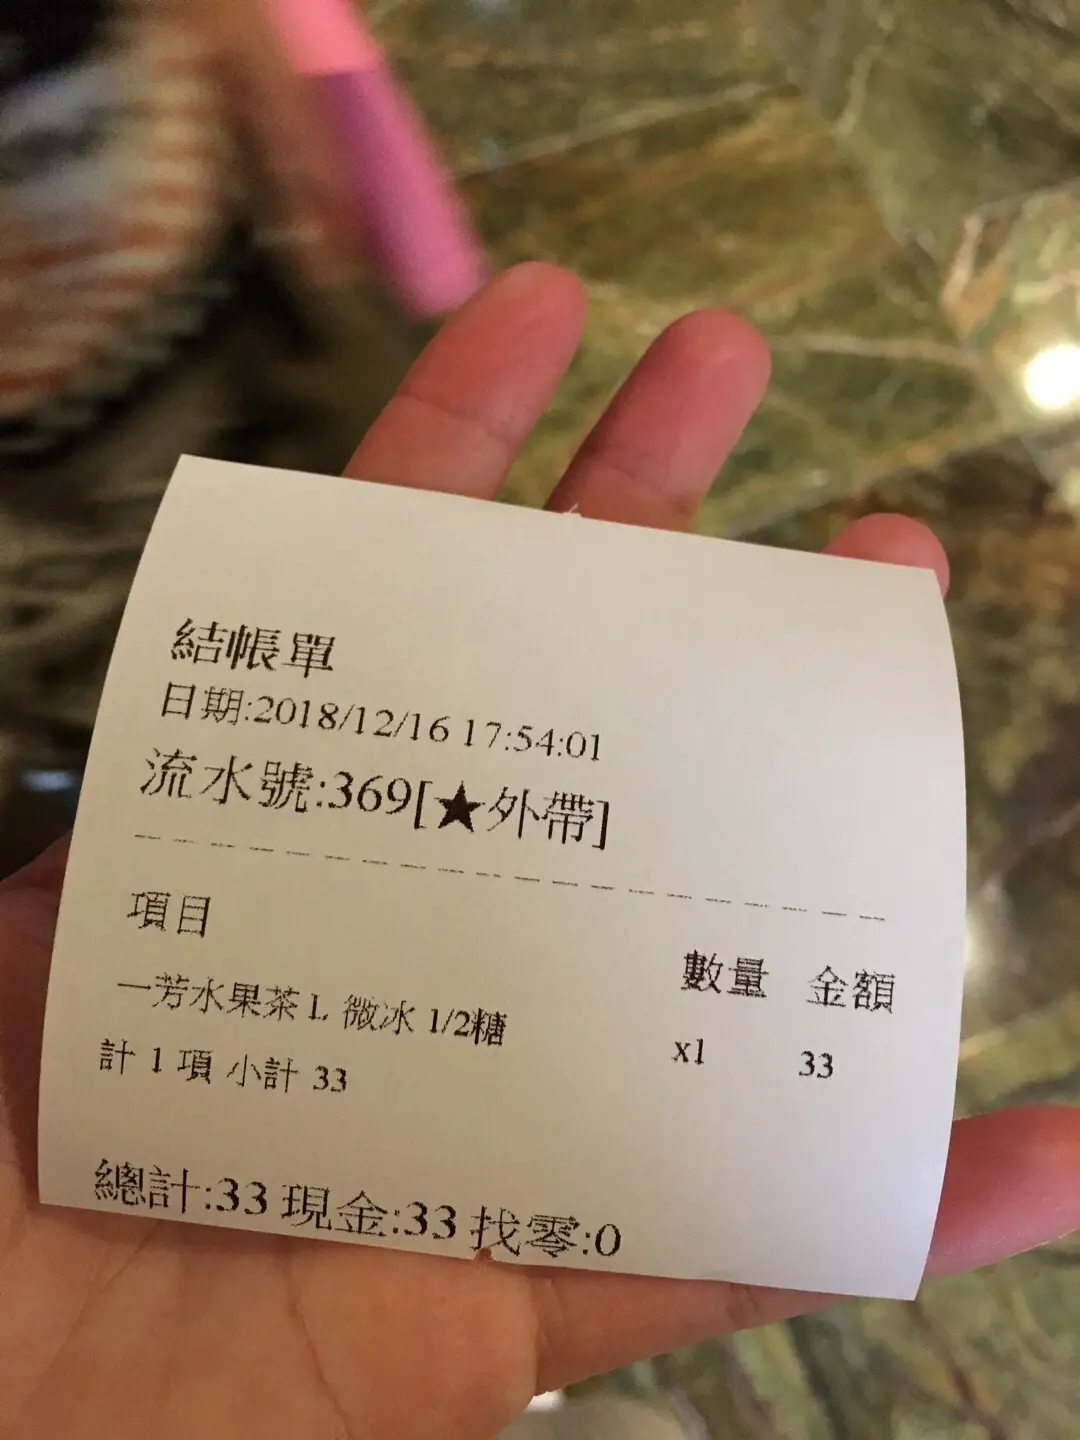 結帳單
日期:2018/12/16 17:54:01
流水號:369[★外帶]
項目 數量 金額
一芳水果茶 L 微冰 1/2糖 x1 33
計 1 項 小計 33
總計:33 現金:33 找零:0